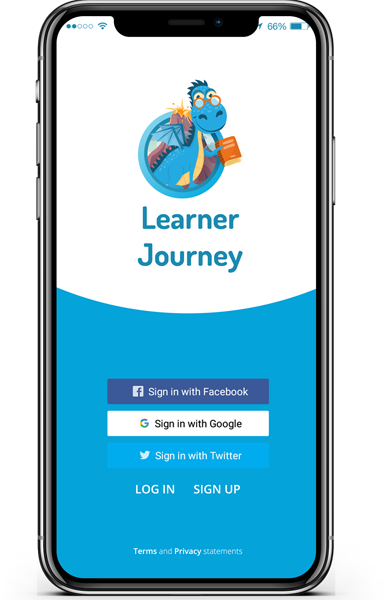 66%
Learner
Journey
Sign in with Facebook
Sign in with Google
Sign in with Twitter
LOG IN SIGN UP
Terms and Privacy statements